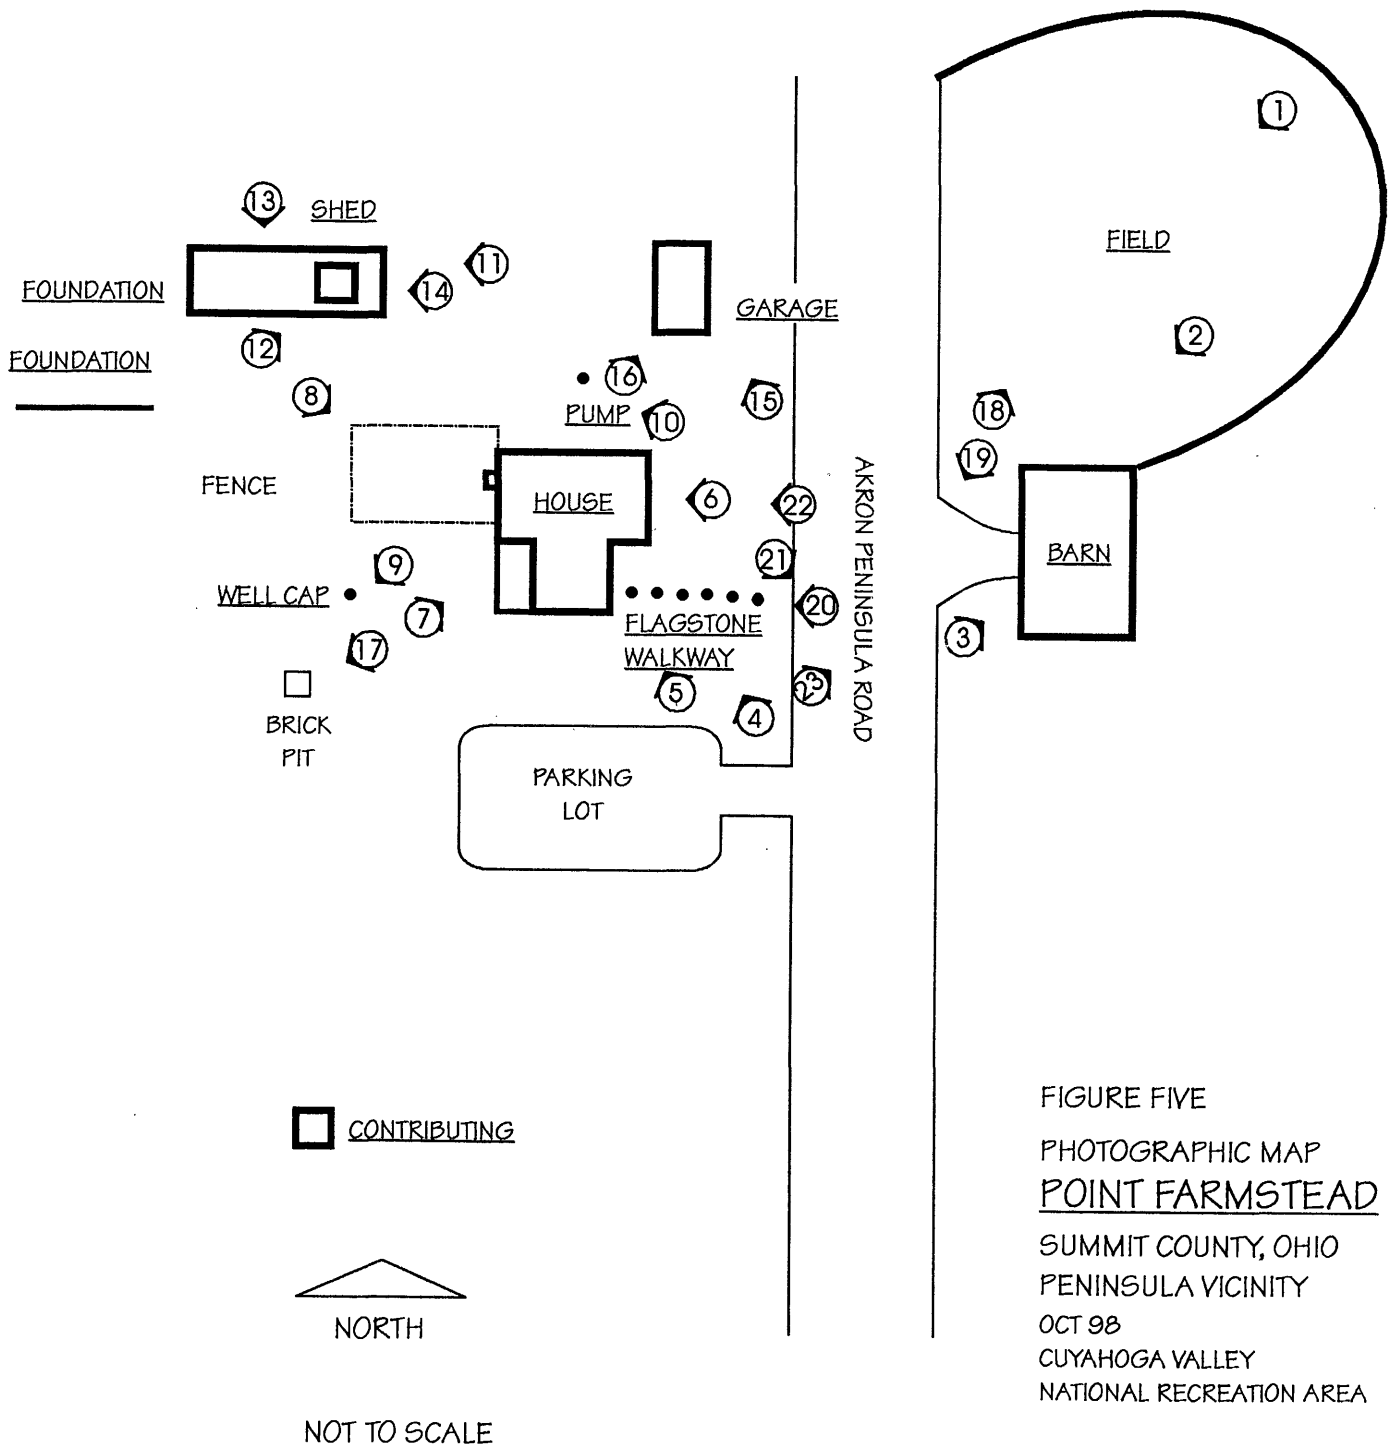 1
13
SHED
FIELD
11
FOUNDATION
14
GARAGE
2
12
FOUNDATION
16
8
15
18
PUMP
10
19
FENCE
HOUSE
6
22
AKRON PENINSULA ROAD
BARN
9
21
WELL CAP
7
20
FLAGSTONE
WALKWAY
3
17
5
23
4
BRICK
PIT
PARKING
LOT
CONTRIBUTING
NORTH
NOT TO SCALE
FIGURE FIVE
PHOTOGRAPHIC MAP
POINT FARMSTEAD
SUMMIT COUNTY, OHIO
PENINSULA VICINITY
OCT 98
CUYAHOGA VALLEY
NATIONAL RECREATION AREA